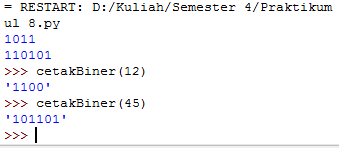 = RESTART: D:/Kuliah/Semester 4/Praktikum
ul 8.py
1011
110101
>>> cetakBiner(12)
'1100'
>>> cetakBiner(45)
'101101'
>>>